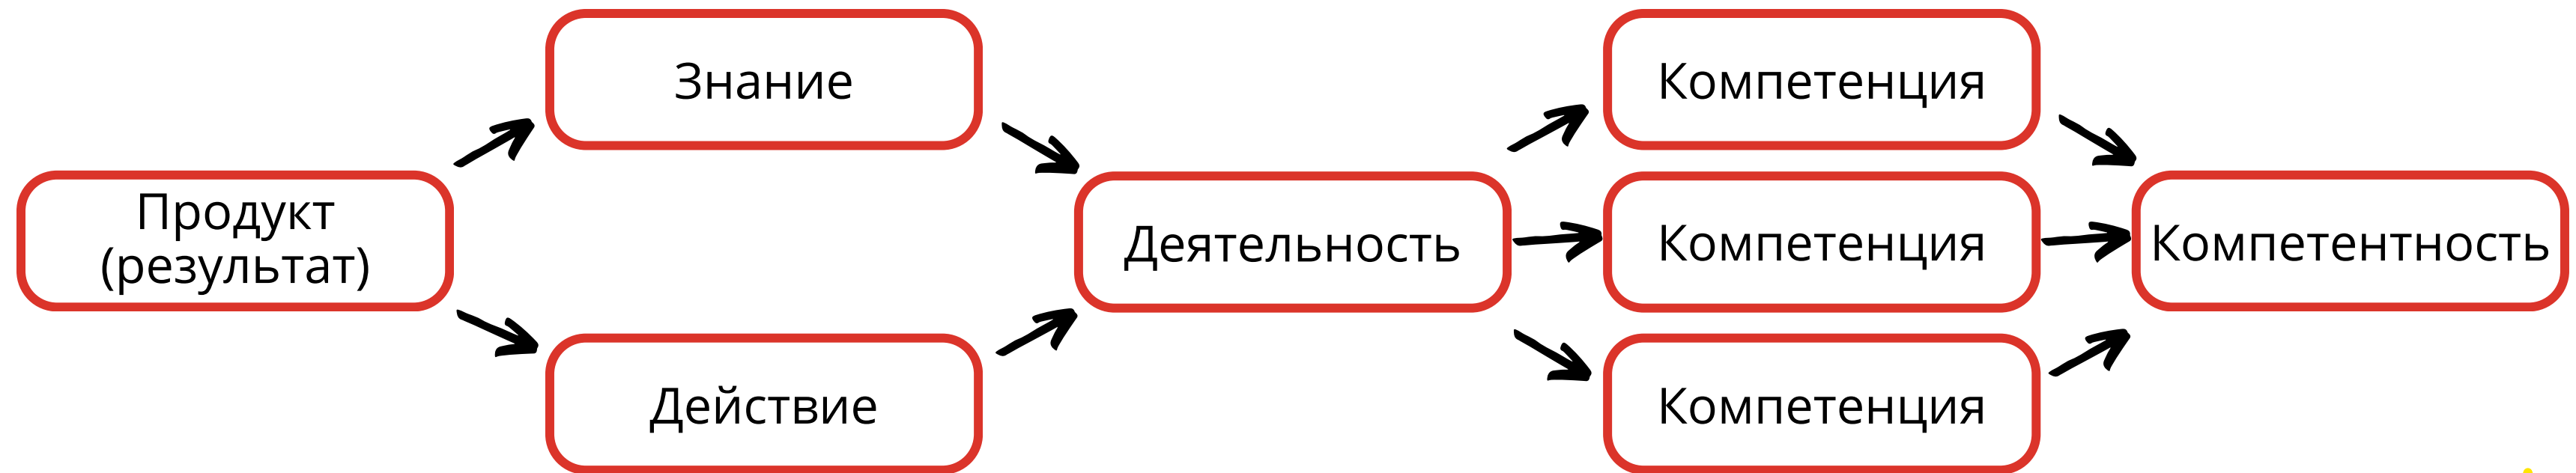 Продукт
(результат)
Знание
Действие
Деятельность
Компетенция
Компетенция
Компетенция
Компетентность